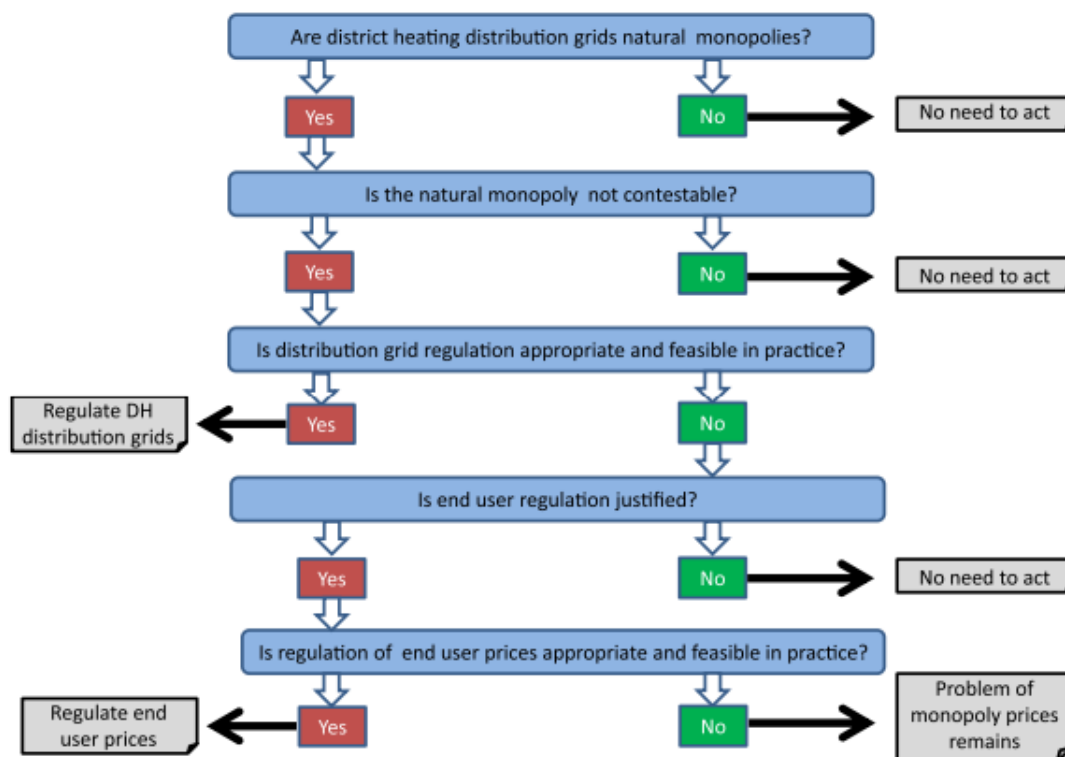 Are district heating distribution grids natural monopolies?
Yes
No
No need to act
Is the natural monopoly not contestable?
Yes
No
No need to act
Is distribution grid regulation appropriate and feasible in practice?
Regulate DH
distribution grids
Yes
No
Is end user regulation justified?
Yes
No
No need to act
Is regulation of end user prices appropriate and feasible in practice?
Regulate end
user prices
Yes
No
Problem of
monopoly prices
remains